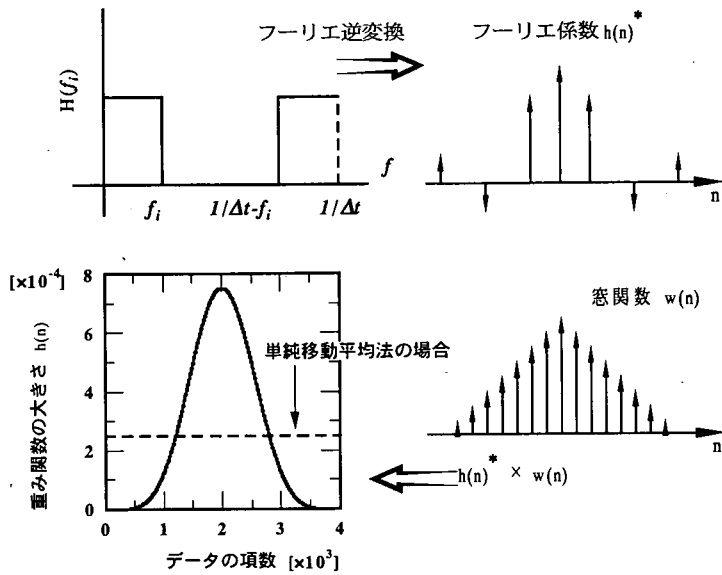 フーリエ逆変換
フーリエ係数 h(n)*
H(fi)
f
fi
1/Δt-fi
1/Δt
n
[×10⁻⁴]
8
6
4
2
0
重み関数の大きさ h(n)
単純移動平均法の場合
0 1 2 3 4
データの項数 [×10³]
窓関数 w(n)
n
h(n)* × w(n)